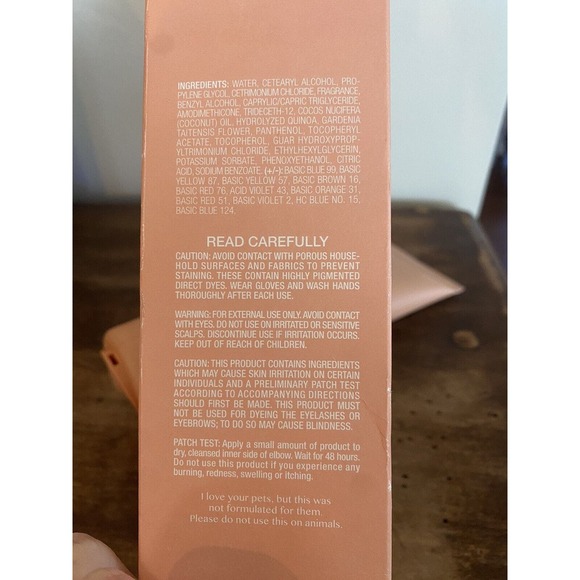 INGREDIENTS: WATER, CETEARYL ALCOHOL, PRO-
PYLENE GLYCOL, CETRIMONIUM CHLORIDE, FRAGRANCE,
BENZYL ALCOHOL, CAPRYLIC/CAPRIC TRIGLYCERIDE,
AMODIMETHICONE, TRIDECETH-12, COCOS NUCIFERA
(COCONUT) OIL, HYDROLYZED QUINOA, GARDENIA
TAITENSIS FLOWER, PANTHENOL, TOCOPHERYL
ACETATE, TOCOPHEROL, GUAR HYDROXYPROP-
YLTRIMONIUM CHLORIDE, ETHYLHEXYLGLYCERIN,
POTASSIUM SORBATE, PHENOXYETHANOL, CITRIC
ACID, SODIUM BENZOATE. (+/-): BASIC BLUE 99, BASIC
YELLOW 87, BASIC YELLOW 57, BASIC BROWN 16,
BASIC RED 76, ACID VIOLET 43, BASIC ORANGE 31,
BASIC RED 51, BASIC VIOLET 2, HC BLUE NO. 15,
BASIC BLUE 124.
READ CAREFULLY
CAUTION: AVOID CONTACT WITH POROUS HOUSE-
HOLD SURFACES AND FABRICS TO PREVENT
STAINING. THESE CONTAIN HIGHLY PIGMENTED
DIRECT DYES. WEAR GLOVES AND WASH HANDS
THOROUGHLY AFTER EACH USE.
WARNING: FOR EXTERNAL USE ONLY. AVOID CONTACT
WITH EYES. DO NOT USE ON IRRITATED OR SENSITIVE
SCALPS. DISCONTINUE USE IF IRRITATION OCCURS.
KEEP OUT OF REACH OF CHILDREN.
CAUTION: THIS PRODUCT CONTAINS INGREDIENTS
WHICH MAY CAUSE SKIN IRRITATION ON CERTAIN
INDIVIDUALS AND A PRELIMINARY PATCH TEST
ACCORDING TO ACCOMPANYING DIRECTIONS
SHOULD FIRST BE MADE. THIS PRODUCT MUST
NOT BE USED FOR DYEING THE EYELASHES OR
EYEBROWS; TO DO SO MAY CAUSE BLINDNESS.
PATCH TEST: Apply a small amount of product to
dry, cleansed inner side of elbow. Wait for 48 hours.
Do not use this product if you experience any
burning, redness, swelling or itching.
I love your pets, but this was
not formulated for them.
Please do not use this on animals.